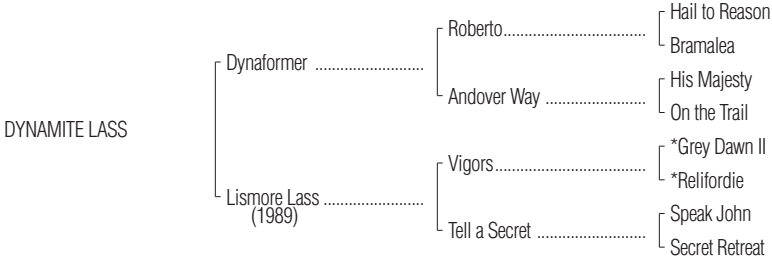 Hail to Reason
Roberto
Bramalea
Dynaformer
His Majesty
Andover Way
On the Trail
DYNAMITE LASS
*Grey Dawn II
Vigors
*Relifordie
Lismore Lass
(1989)
Speak John
Tell a Secret
Secret Retreat